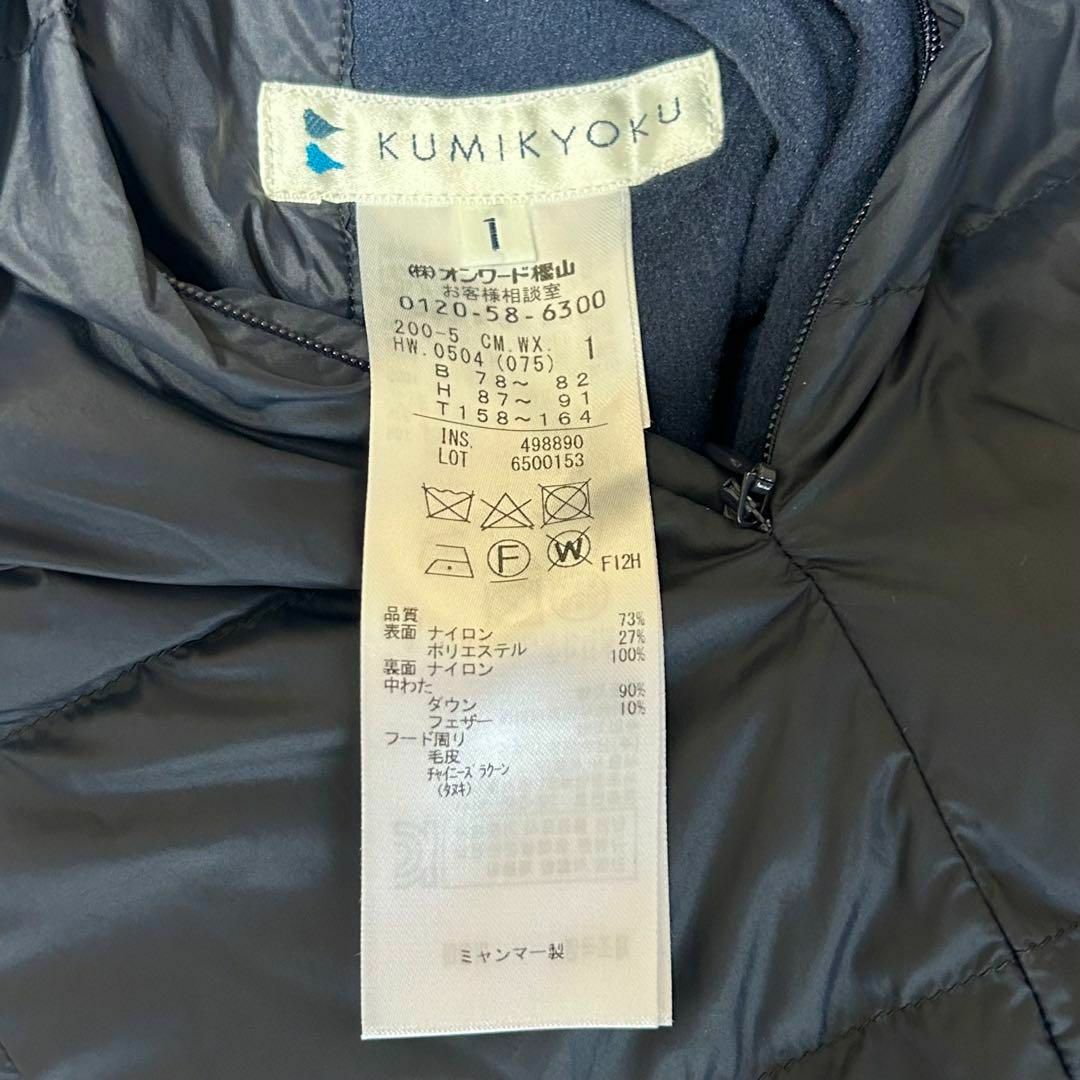 KUMIKYOKU
1
(株)オンワード樫山
お客様相談室
0120-58-6300
200-5 CM.WX. 1
HW.0504 (075)
B 78～ 82
H 87～ 91
T 158～164
INS. 498890
LOT 6500153
F
W
F12H
品質
表面 ナイロン 73%
ポリエステル 27%
裏面 ナイロン 100%
中わた
ダウン 90%
フェザー 10%
フード周り
毛皮
チャイニーズラクーン
(タヌキ)
ミャンマー製